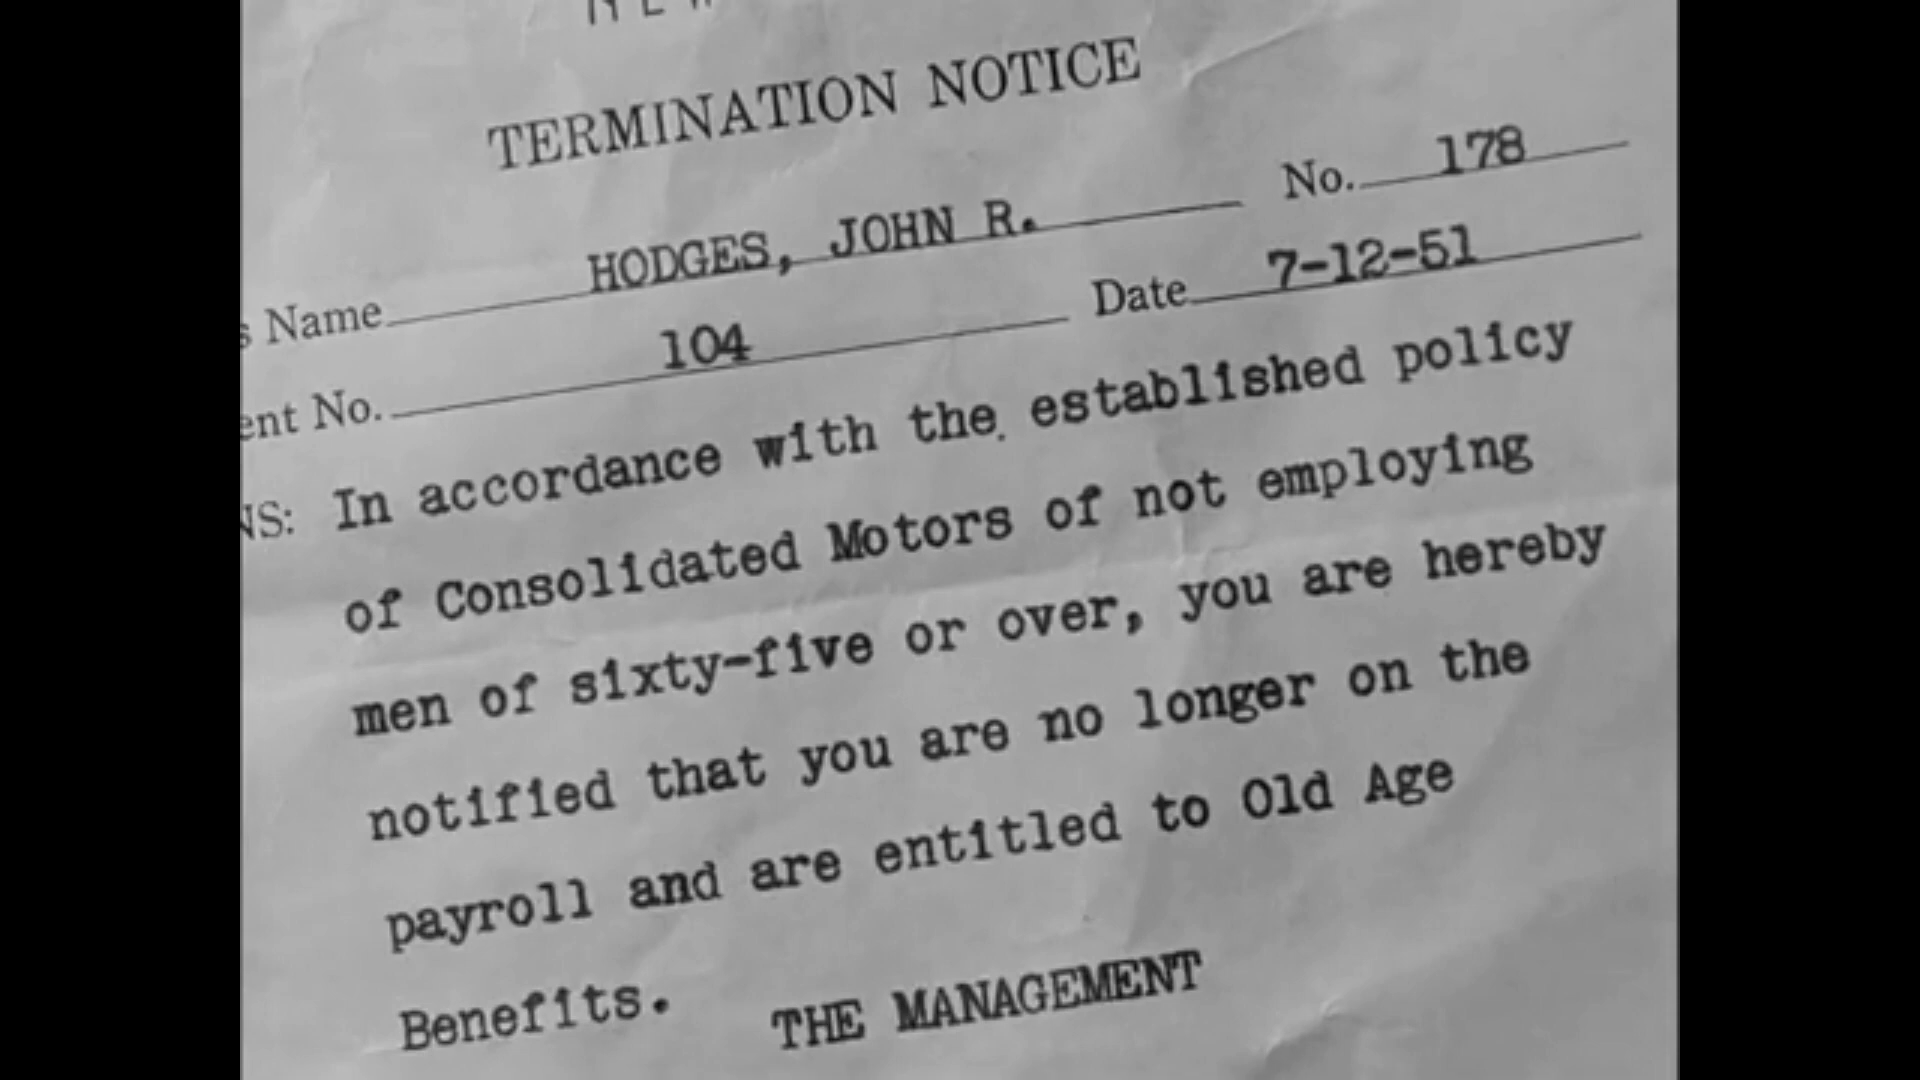 TERMINATION NOTICE
HODGES, JOHN R. No. 178
Name
104 Date 7-12-51
No.
In accordance with the established policy
of Consolidated Motors of not employing
men of sixty-five or over, you are hereby
notified that you are no longer on the
payroll and are entitled to Old Age
Benefits.
THE MANAGEMENT